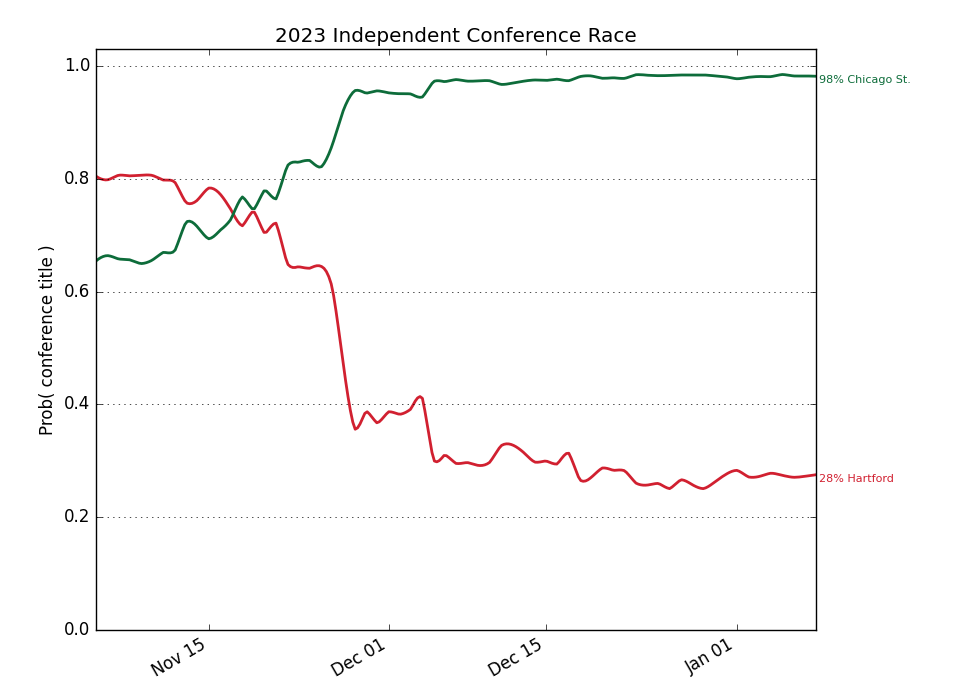 2023 Independent Conference Race
Prob( conference title )
1.0
0.8
0.6
0.4
0.2
0.0
98% Chicago St.
28% Hartford
Nov 15
Dec 01
Dec 15
Jan 01